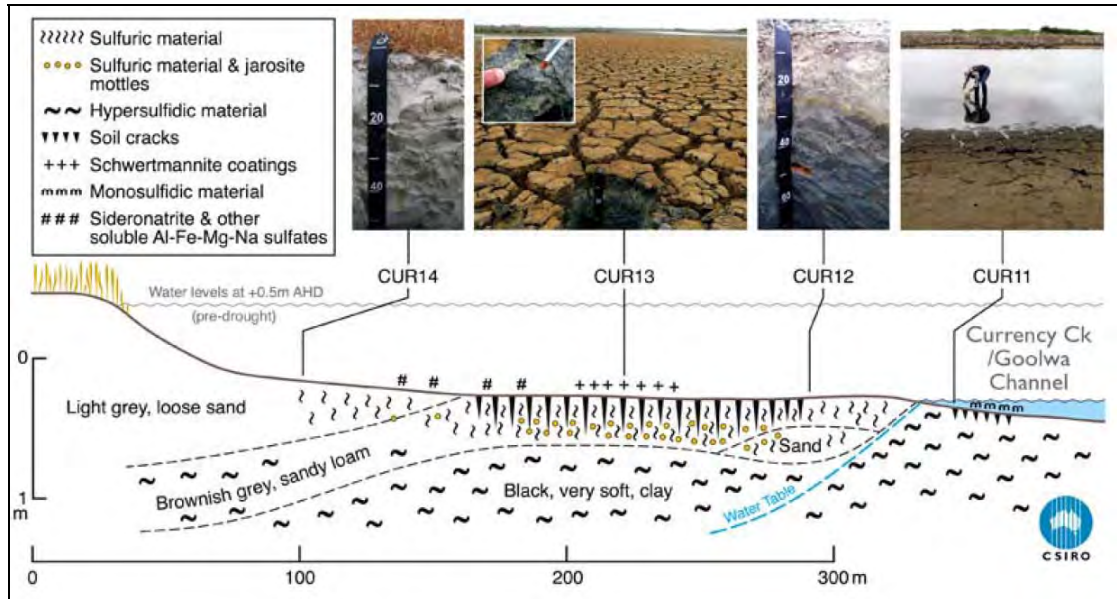 Sulfuric material
Sulfuric material & jarosite
mottles
Hypersulfidic material
Soil cracks
+++ Schwertmannite coatings
mmm Monosulfidic material
### Sideronatrite & other
soluble Al-Fe-Mg-Na sulfates
20
40
20
40
60
CUR14
CUR13
CUR12
CUR11
Water levels at +0.5m AHD
(pre-drought)
Currency Ck
/Goolwa
Channel
# # # #
+++++++
mmmm
0
Light grey, loose sand
Sand
Brownish grey, sandy loam
Black, very soft, clay
Water Table
1
m
CSIRO
0
100
200
300 m